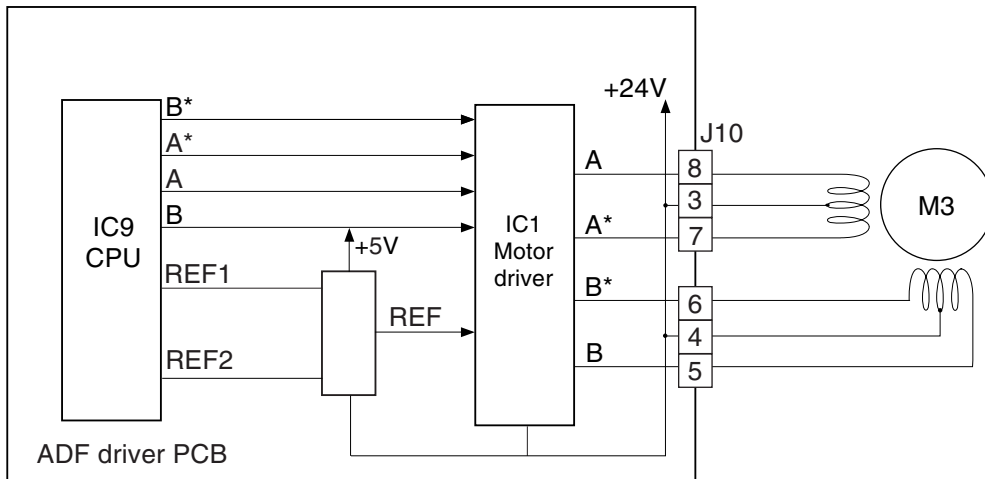 +24V
J10
B*
A*
A
B
IC9
CPU
REF1
REF2
+5V
REF
IC1
Motor
driver
A
A*
B*
B
8
3
7
6
4
5
M3
ADF driver PCB